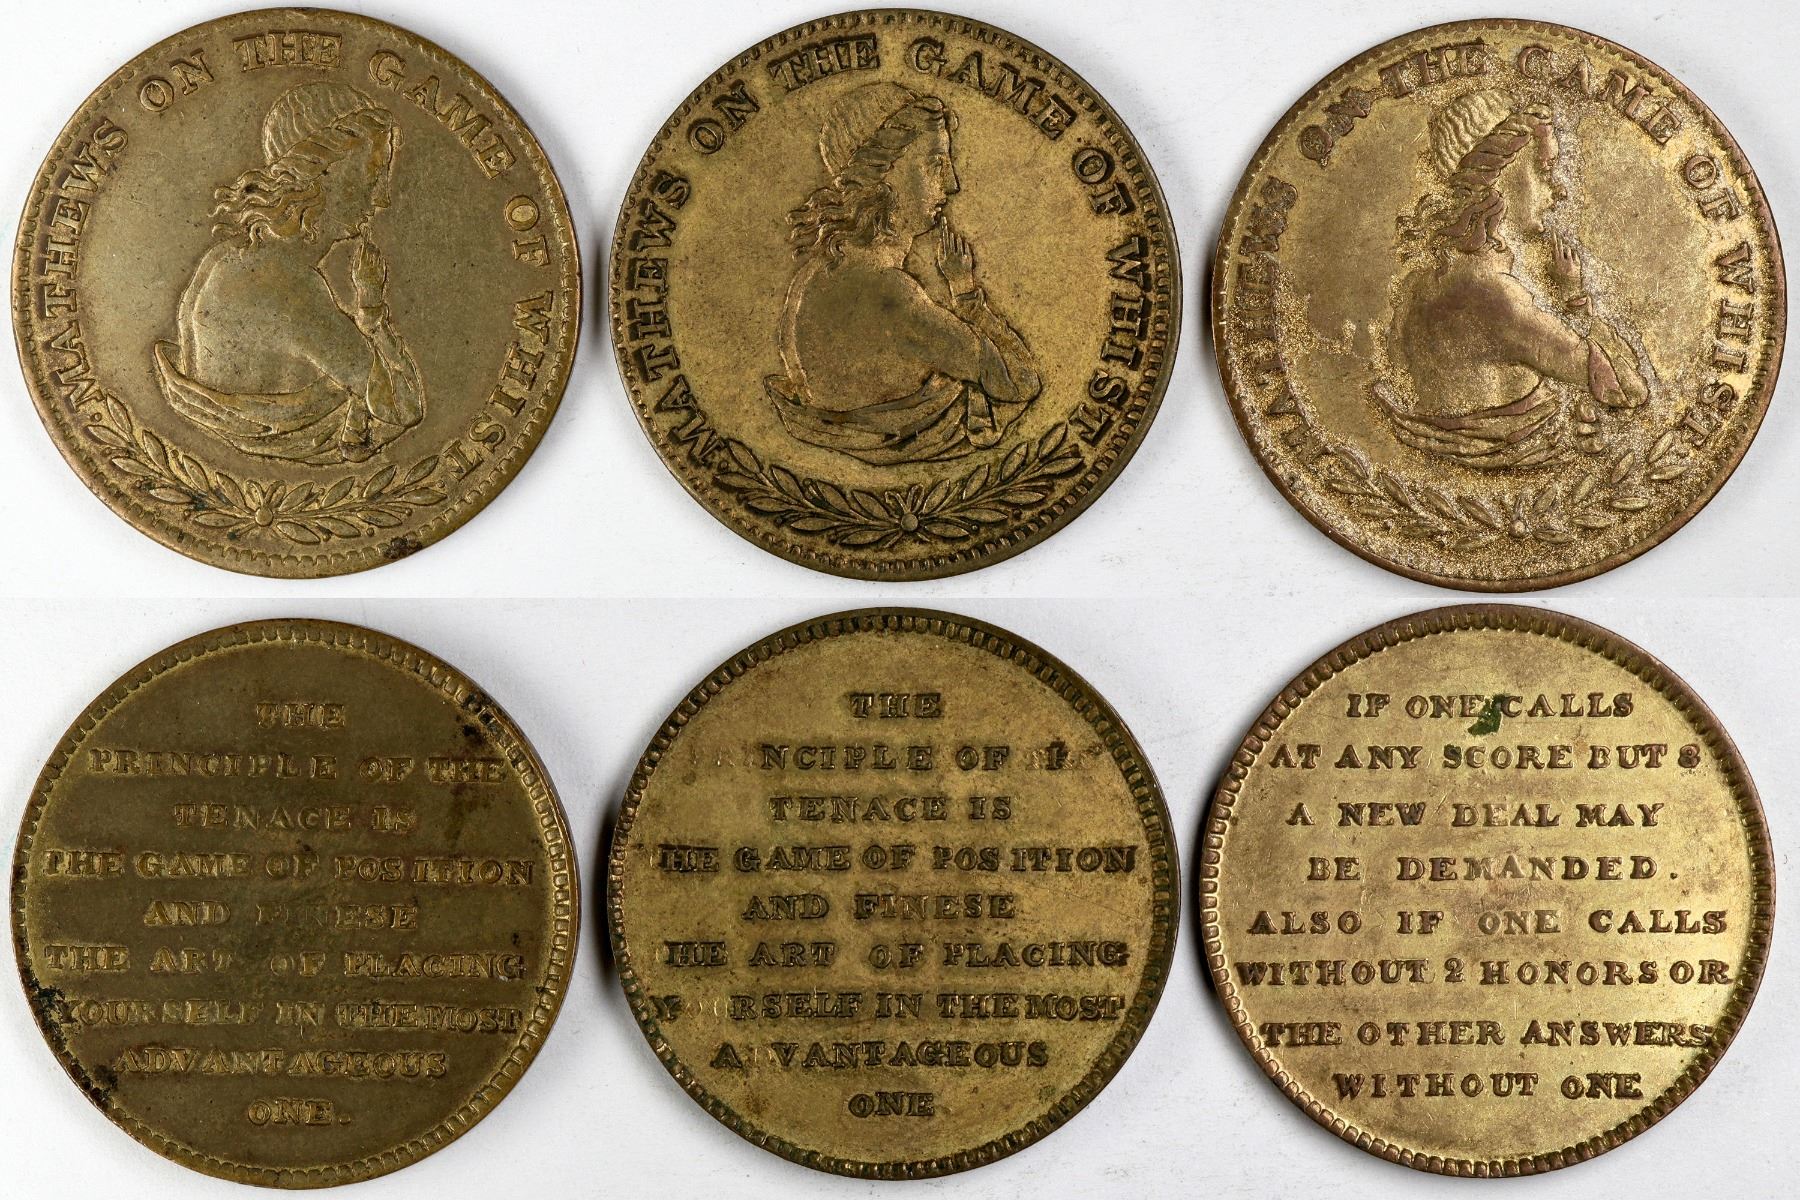 MATHEWS ON THE GAME OF WHIST.
MATHEWS ON THE GAME OF WHIST.
MATHEWS ON THE GAME OF WHIST.
THE
PRINCIPLE OF THE
TENACE IS
THE GAME OF POSITION
AND FINESE
THE ART OF PLACING
YOURSELF IN THE MOST
ADVANTAGEOUS
ONE.
THE
PRINCIPLE OF THE
TENACE IS
HE GAME OF POSITION
AND FINESE
HE ART OF PLACING
YOURSELF IN THE MOST
ADVANTAGEOUS
ONE
IF ONE CALLS
AT ANY SCORE BUT 8
A NEW DEAL MAY
BE DEMANDED.
ALSO IF ONE CALLS
WITHOUT 2 HONORS OR
THE OTHER ANSWERS
WITHOUT ONE